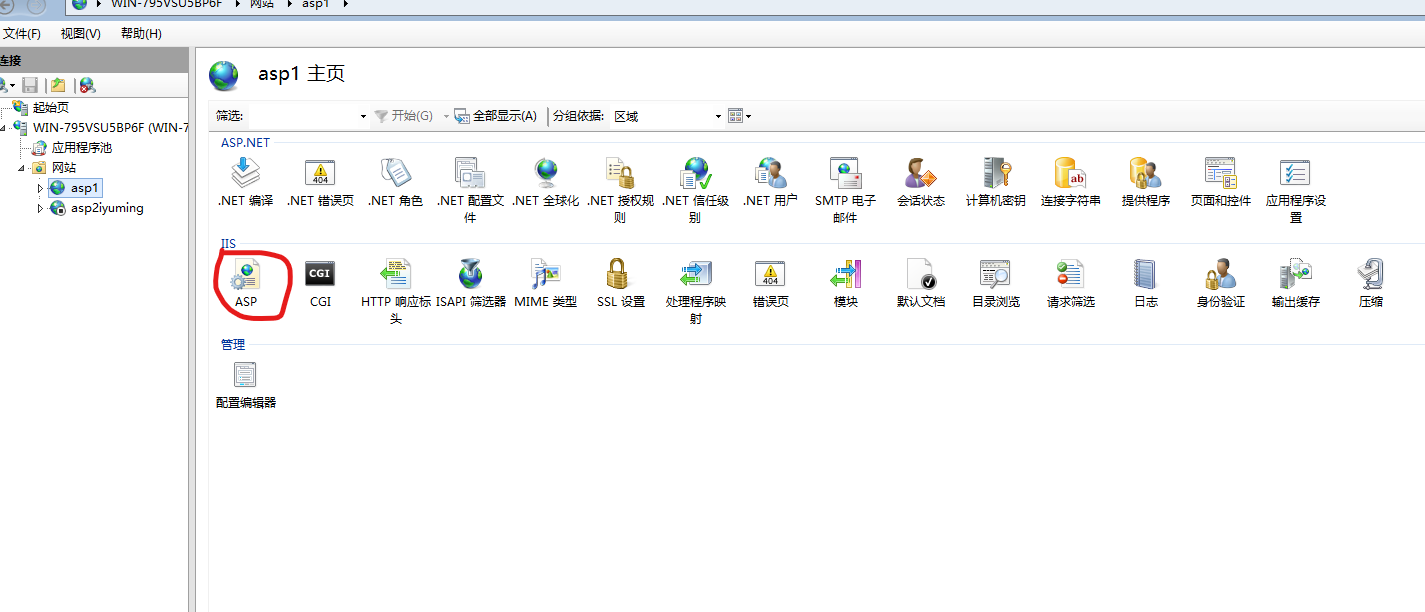 WIN-795VSU5BP6F 网站 asp1
文件(F) 视图(V) 帮助(H)
连接
起始页
WIN-795VSU5BP6F (WIN-7
应用程序池
网站
asp1
asp2iyuming
asp1 主页
筛选: 开始(G) 全部显示(A) 分组依据: 区域
ASP.NET
.NET 编译 .NET 错误页 .NET 角色 .NET 配置文 .NET 全球化 .NET 授权规 .NET 信任级 .NET 用户 SMTP 电子 会话状态 计算机密钥 连接字符串 提供程序 页面和控件 应用程序设
件 则 别 邮件 置
404
ab
IIS
CGI
404
ASP CGI HTTP 响应标 ISAPI 筛选器 MIME 类型 SSL 设置 处理程序映 错误页 模块 默认文档 目录浏览 请求筛选 日志 身份验证 输出缓存 压缩
头 射
管理
配置编辑器